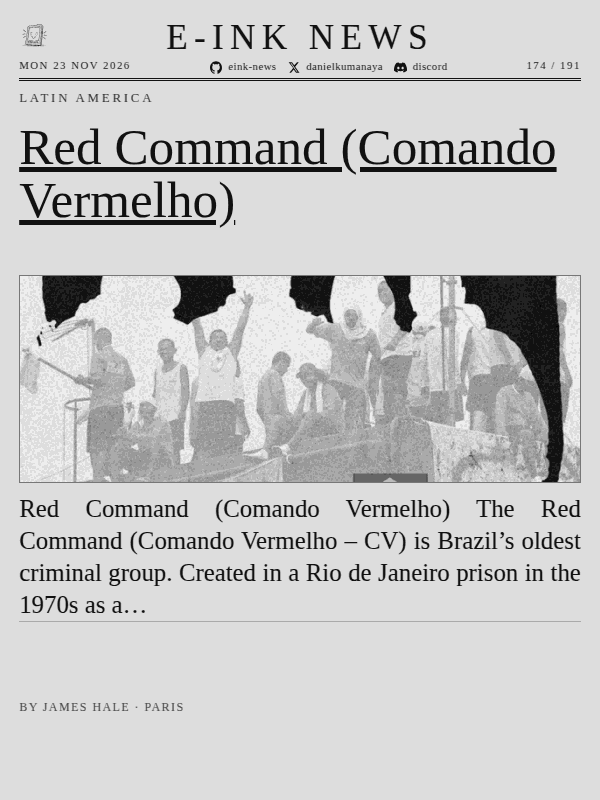 E-INK NEWS
MON 23 NOV 2026
eink-news danielkumanaya discord
174 / 191
LATIN AMERICA
Red Command (Comando
Vermelho)
Red Command (Comando Vermelho) The Red
Command (Comando Vermelho – CV) is Brazil’s oldest
criminal group. Created in a Rio de Janeiro prison in the
1970s as a…
BY JAMES HALE · PARIS